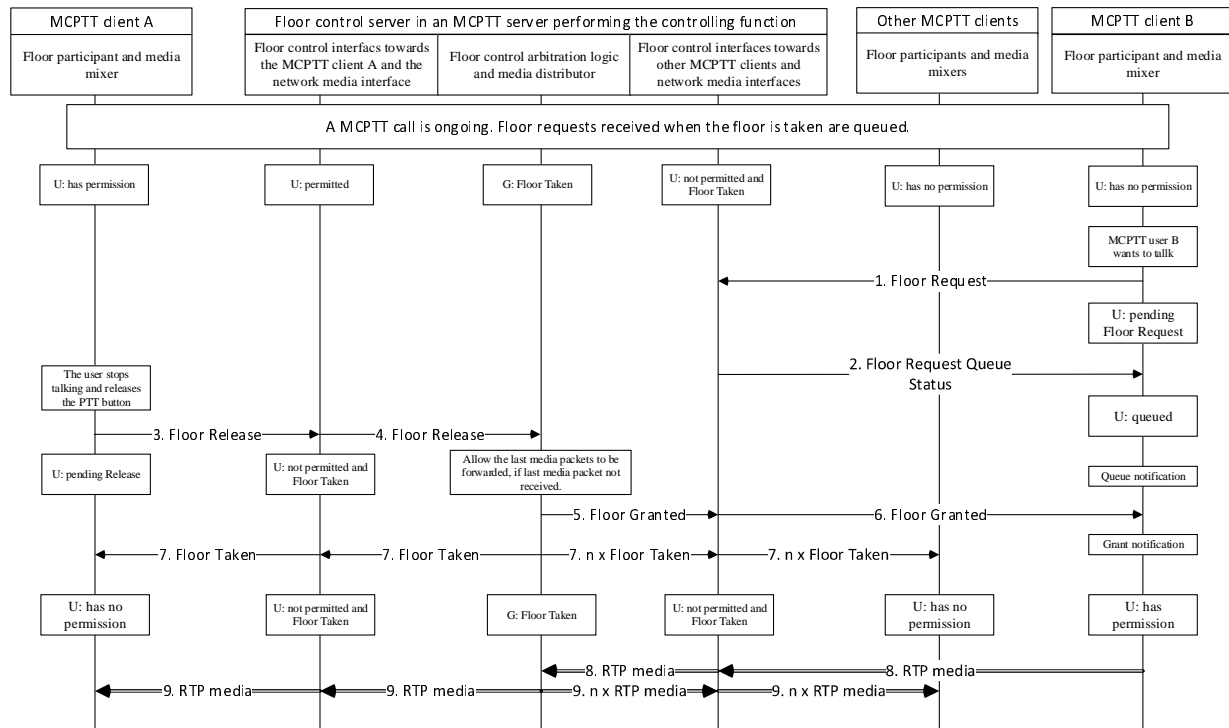 MCPTT client A
Floor control server in an MCPTT server performing the controlling function
Other MCPTT clients
MCPTT client B
Floor participant and media
mixer
Floor control interfacs towards
the MCPTT client A and the
network media interface
Floor control arbitration logic
and media distributor
Floor control interfaces towards
other MCPTT clients and
network media interfaces
Floor participants and media
mixers
Floor participant and media
mixer
A MCPTT call is ongoing. Floor requests received when the floor is taken are queued.
U: has permission
U: permitted
G: Floor Taken
U: not permitted and
Floor Taken
U: has no permission
U: has no permission
MCPTT user B
wants to tallk
1. Floor Request
U: pending
Floor Request
2. Floor Request Queue
Status
The user stops
talking and releases
the PTT button
U: queued
3. Floor Release
4. Floor Release
U: pending Release
U: not permitted and
Floor Taken
Allow the last media packets to be
forwarded, if last media packet not
received.
Queue notification
5. Floor Granted
6. Floor Granted
Grant notification
7. Floor Taken
7. Floor Taken
7. n x Floor Taken
7. n x Floor Taken
U: has no
permission
U: not permitted and
Floor Taken
G: Floor Taken
U: not permitted and
Floor Taken
U: has no
permission
U: has
permission
8. RTP media
8. RTP media
9. RTP media
9. RTP media
9. n x RTP media
9. n x RTP media